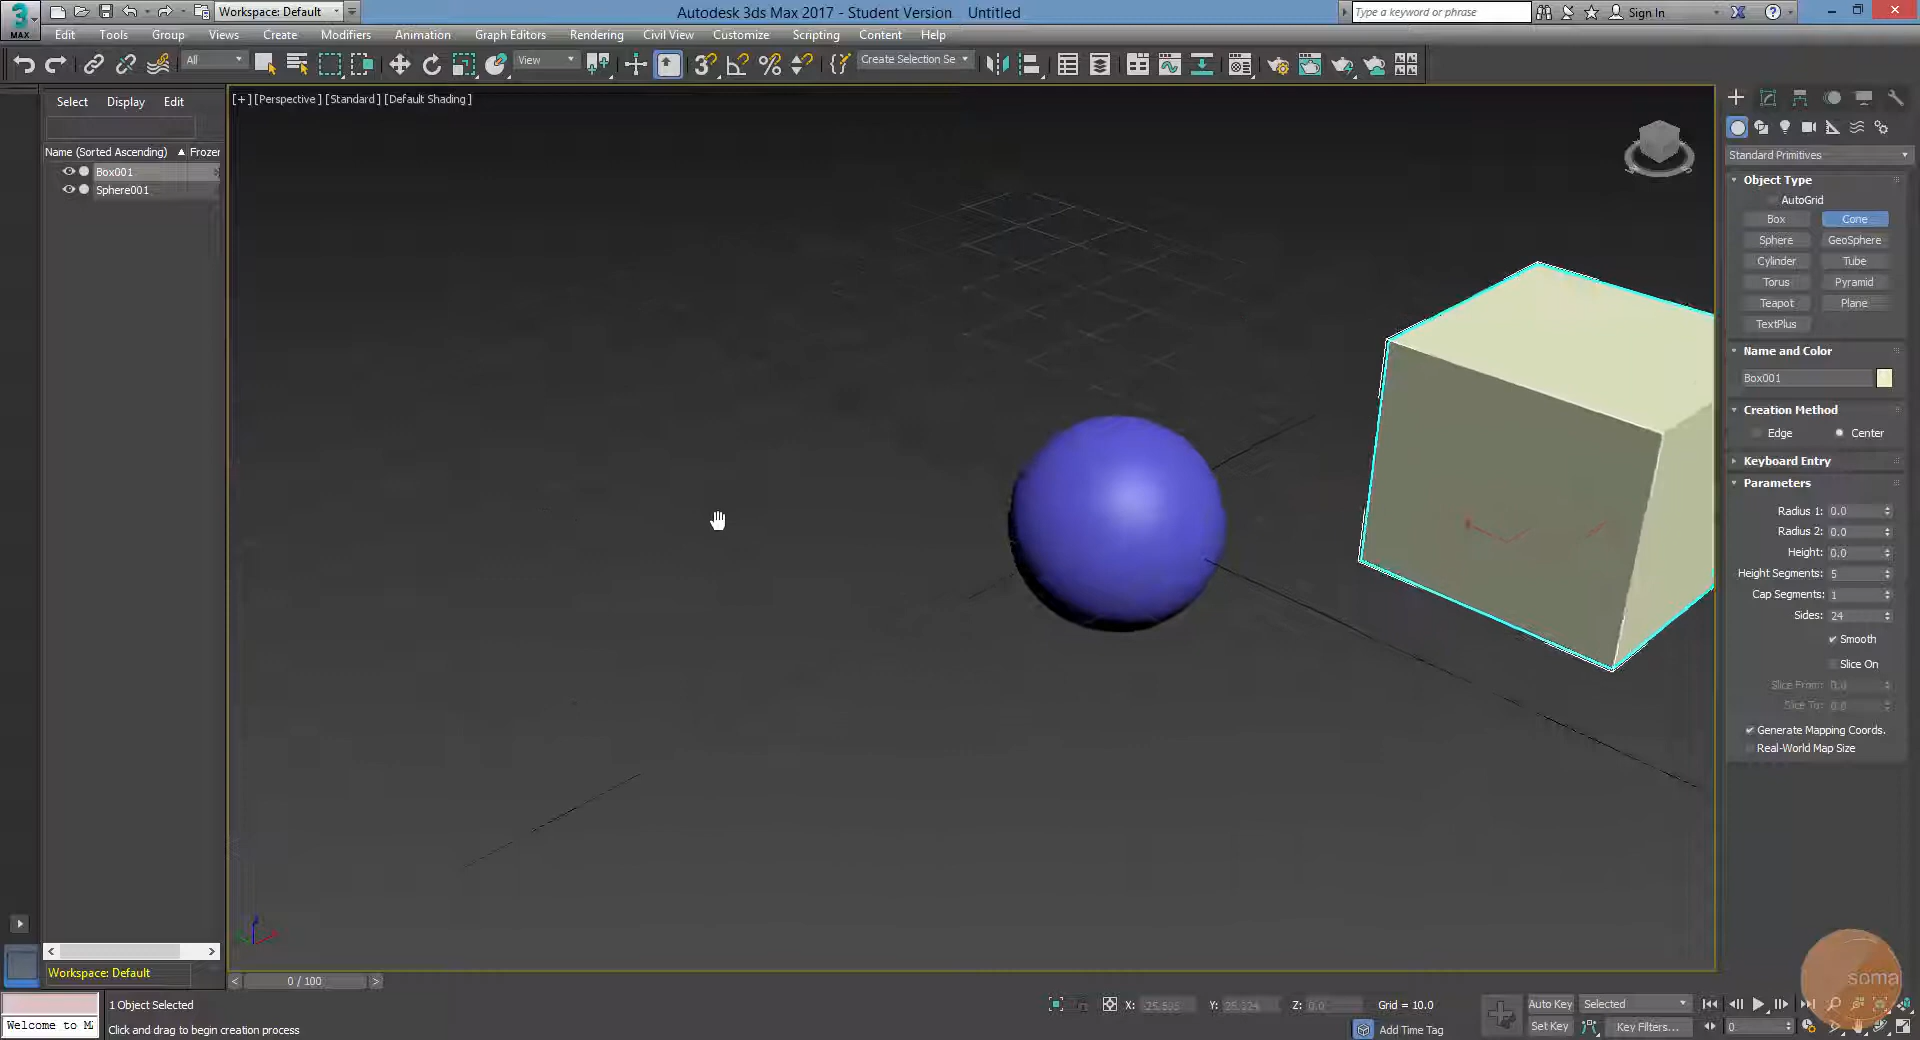 Workspace: Default
Autodesk 3ds Max 2017 - Student Version Untitled
Type a keyword or phrase
Sign In
MAX
Edit Tools Group Views Create Modifiers Animation Graph Editors Rendering Civil View Customize Scripting Content Help
All
View
Create Selection Se
Select Display Edit
Name (Sorted Ascending) Frozen
Box001
Sphere001
[+] [Perspective] [Standard] [Default Shading]
Standard Primitives
Object Type
AutoGrid
Box Cone
Sphere GeoSphere
Cylinder Tube
Torus Pyramid
Teapot Plane
TextPlus
Name and Color
Box001
Creation Method
Edge Center
Keyboard Entry
Parameters
Radius 1: 0.0
Radius 2: 0.0
Height: 0.0
Height Segments: 5
Cap Segments: 1
Sides: 24
Smooth
Slice On
Slice From: 0.0
Slice To: 0.0
Generate Mapping Coords.
Real-World Map Size
Workspace: Default
0 / 100
soma
1 Object Selected
Click and drag to begin creation process
Welcome to M
X: Y: Z: 0.0 Grid = 10.0
Add Time Tag
Auto Key Selected
Set Key Key Filters...
0